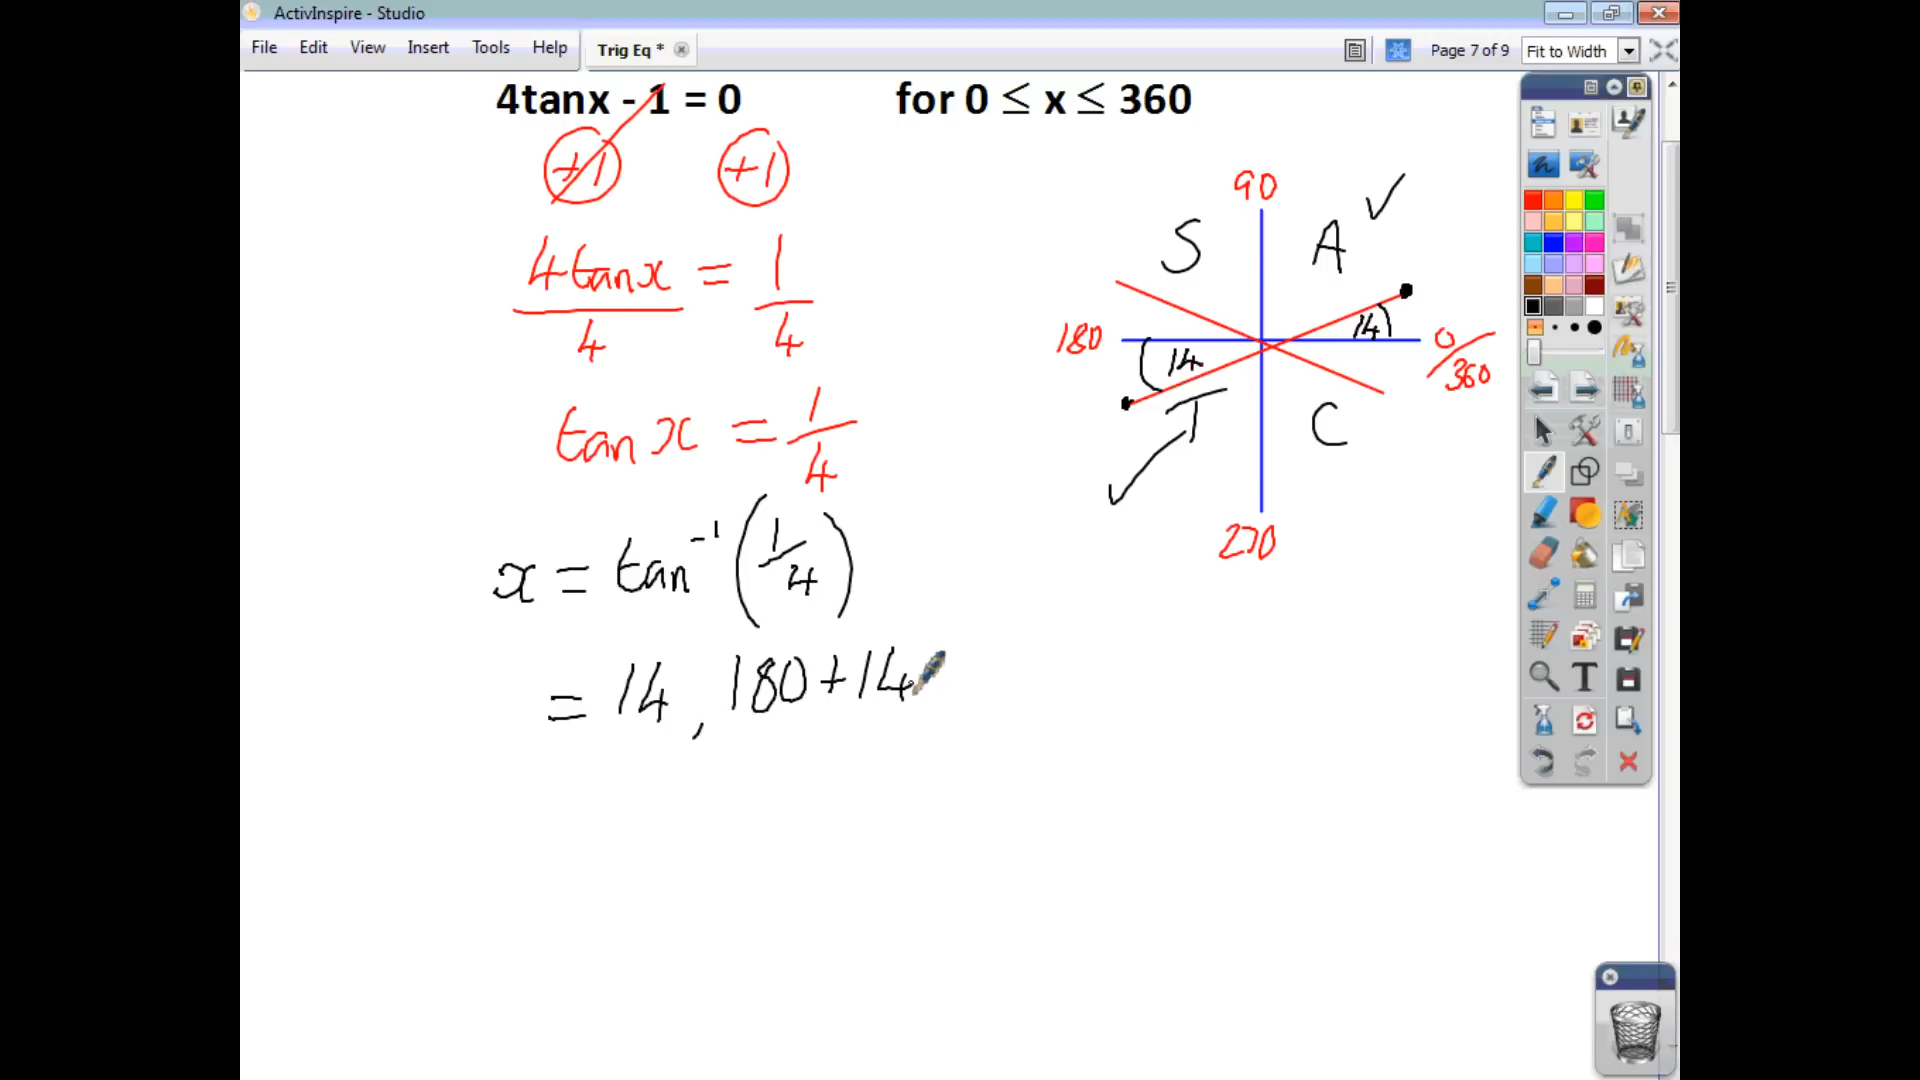 ActivInspire - Studio
File Edit View Insert Tools Help
Trig Eq *
Page 7 of 9
Fit to Width
4tanx - 1 = 0
for 0 ≤ x ≤ 360
+1 +1
4tanx = 1
4 4
tan x = 1
4
x = tan⁻¹ (1/4)
= 14, 180+14
90
S A
14
180
0/360
14
T C
270
T